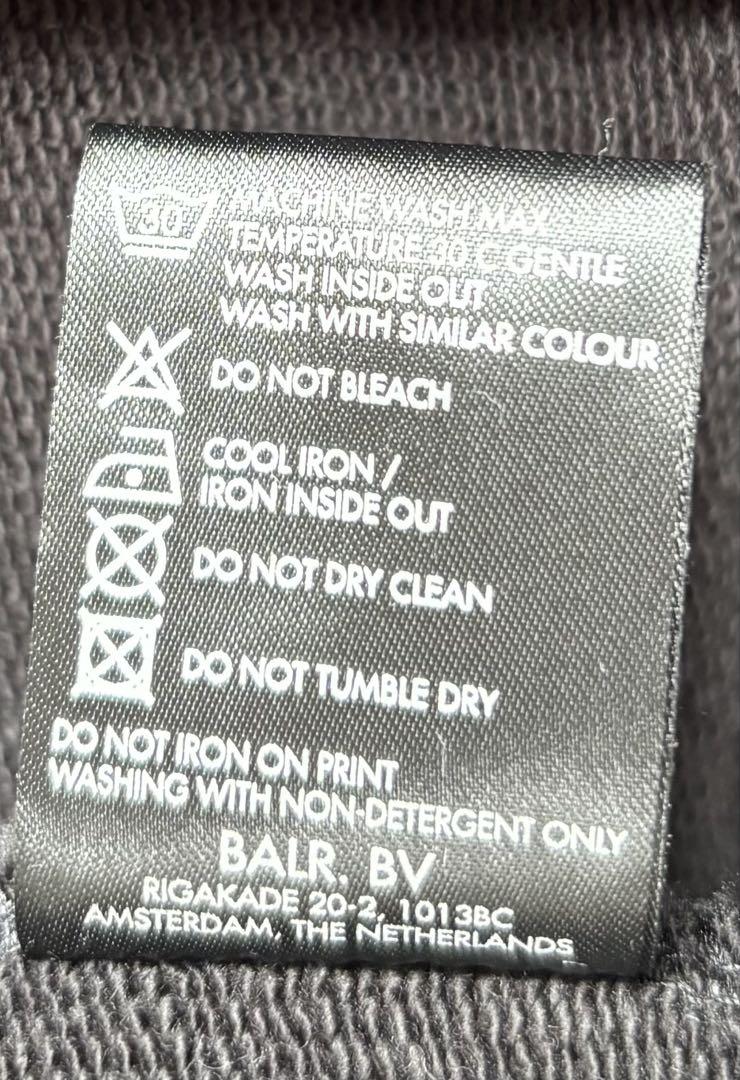 30
MACHINE WASH MAX
TEMPERATURE 30 C GENTLE
WASH INSIDE OUT
WASH WITH SIMILAR COLOUR
DO NOT BLEACH
COOL IRON /
IRON INSIDE OUT
DO NOT DRY CLEAN
DO NOT TUMBLE DRY
DO NOT IRON ON PRINT
WASHING WITH NON-DETERGENT ONLY
BALR. BV
RIGAKADE 20-2, 1013BC
AMSTERDAM, THE NETHERLANDS